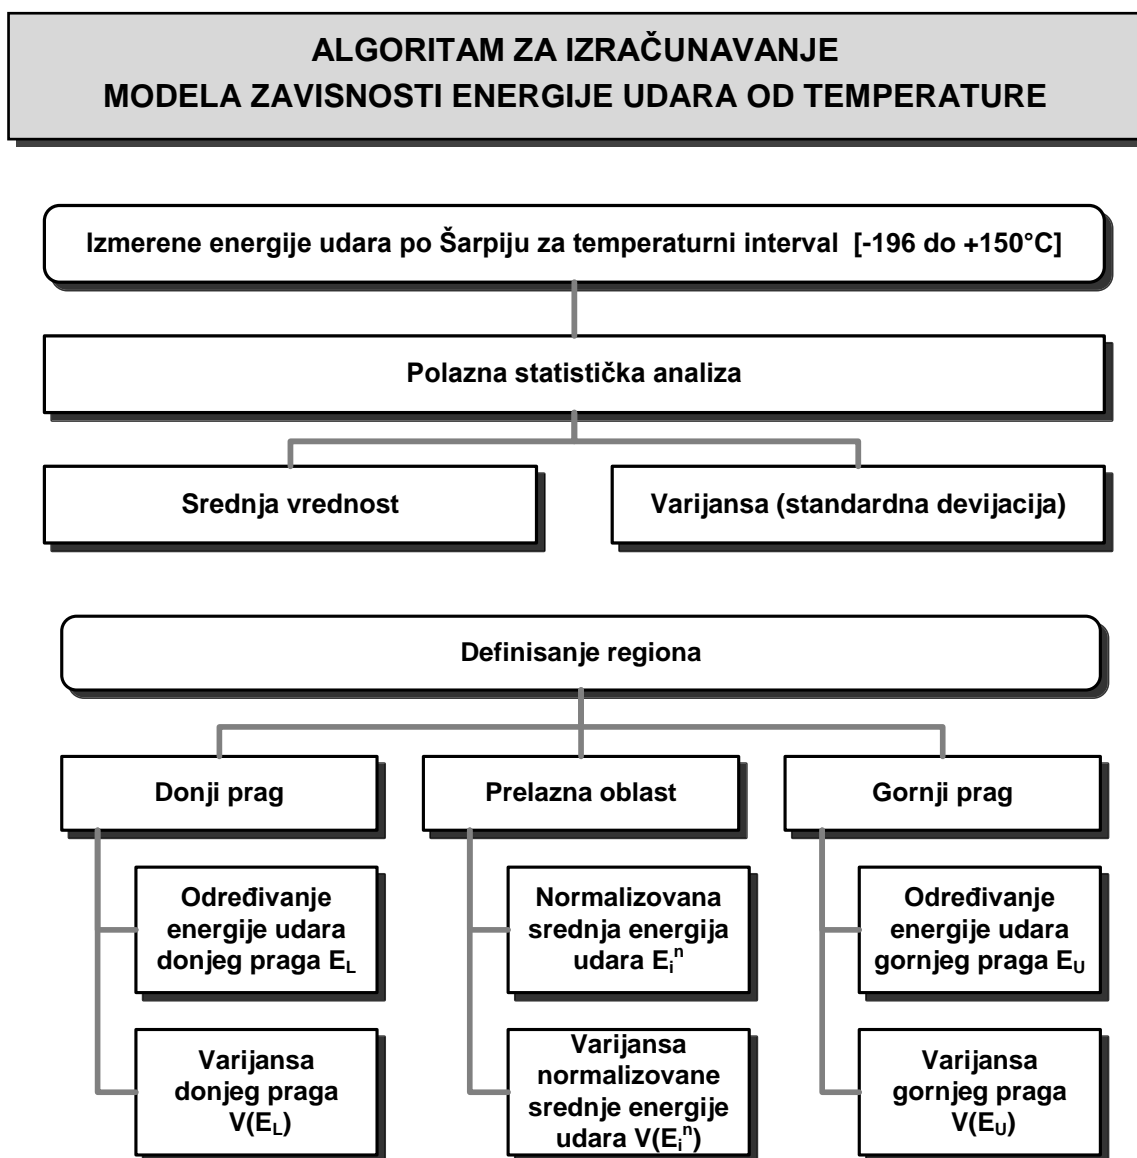 ALGORITAM ZA IZRAČUNAVANJE
MODELA ZAVISNOSTI ENERGIJE UDARA OD TEMPERATURE
Izmerene energije udara po Šarpiju za temperaturni interval [-196 do +150°C]
Polazna statistička analiza
Srednja vrednost
Varijansa (standardna devijacija)
Definisanje regiona
Donji prag
Prelazna oblast
Gornji prag
Određivanje
energije udara
donjeg praga E_L
Normalizovana
srednja energija
udara E_i^n
Određivanje
energije udara
gornjeg praga E_U
Varijansa
donjeg praga
V(E_L)
Varijansa
normalizovane
srednje energije
udara V(E_i^n)
Varijansa
gornjeg praga
V(E_U)